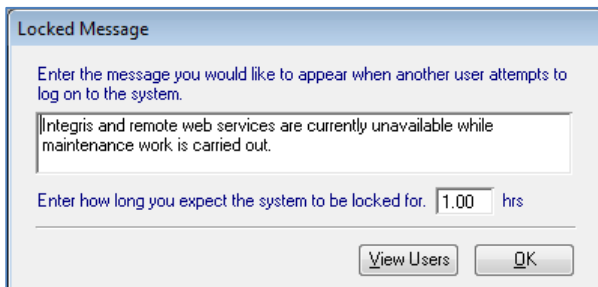 Locked Message
Enter the message you would like to appear when another user attempts to
log on to the system.
Integris and remote web services are currently unavailable while
maintenance work is carried out.
Enter how long you expect the system to be locked for. 1.00 hrs
View Users OK